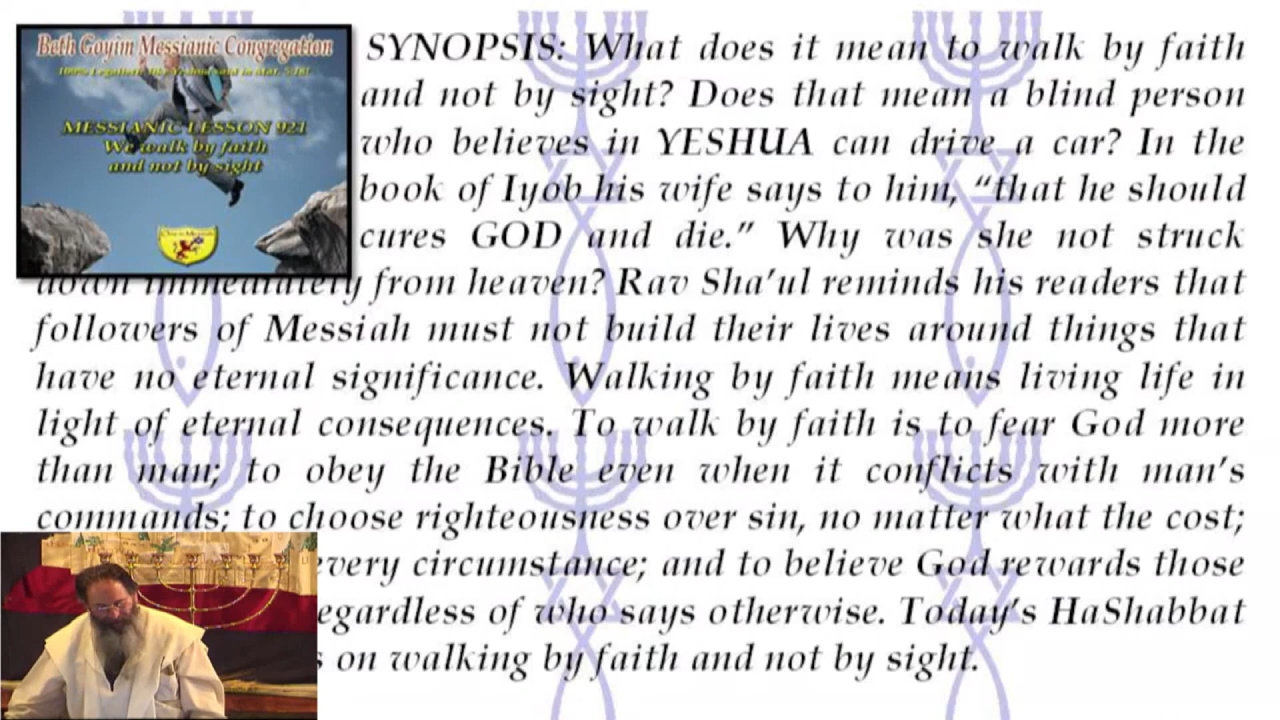 Beth Goyim Messianic Congregation
MESSIANIC LESSON 921
We walk by faith
and not by sight
SYNOPSIS: What does it mean to walk by faith
and not by sight? Does that mean a blind person
who believes in YESHUA can drive a car? In the
book of Iyob his wife says to him, “that he should
cures GOD and die.” Why was she not struck
down immediately from heaven? Rav Sha’ul reminds his readers that
followers of Messiah must not build their lives around things that
have no eternal significance. Walking by faith means living life in
light of eternal consequences. To walk by faith is to fear God more
than man; to obey the Bible even when it conflicts with man’s
commands; to choose righteousness over sin, no matter what the cost;
every circumstance; and to believe God rewards those
egardless of who says otherwise. Today’s HaShabbat
s on walking by faith and not by sight.